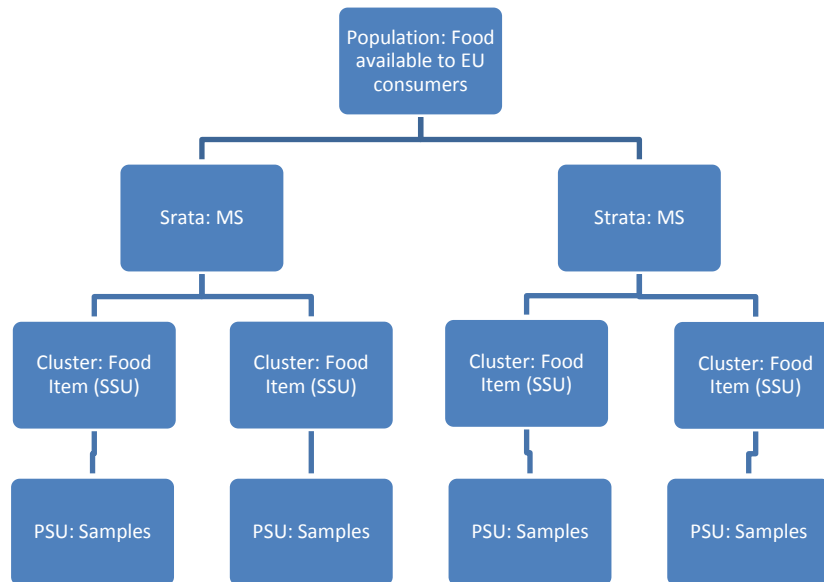 Population: Food
available to EU
consumers
Srata: MS
Strata: MS
Cluster: Food
Item (SSU)
Cluster: Food
Item (SSU)
Cluster: Food
Item (SSU)
Cluster: Food
Item (SSU)
PSU: Samples
PSU: Samples
PSU: Samples
PSU: Samples